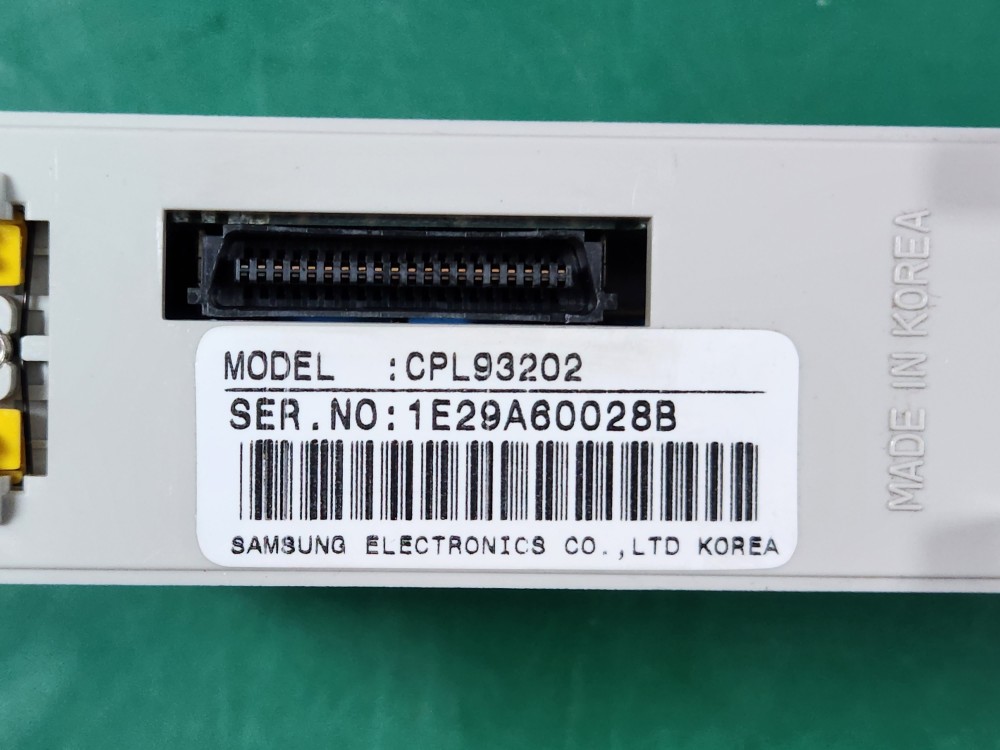 MODEL :CPL93202
SER.NO:1E29A60028B
SAMSUNG ELECTRONICS CO.,LTD KOREA
MADE IN KOREA